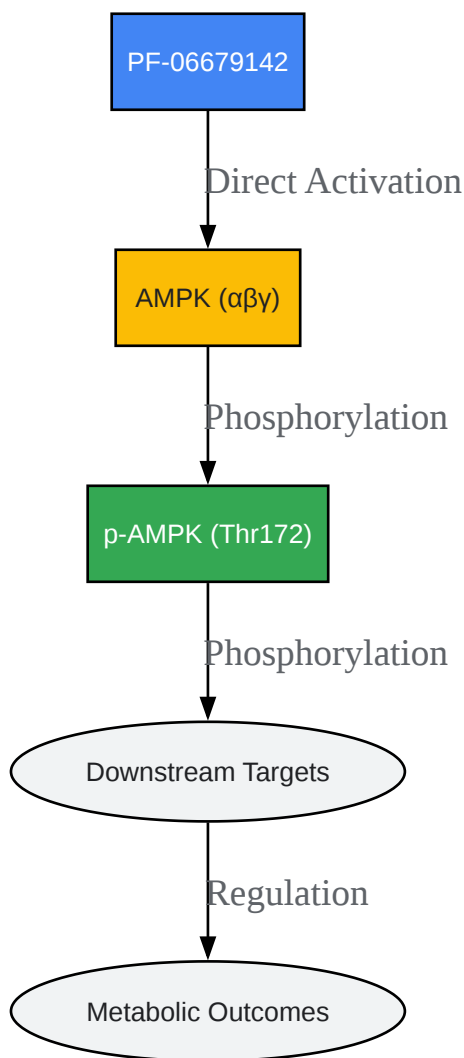 PF-06679142
Direct Activation
AMPK (αβγ)
Phosphorylation
p-AMPK (Thr172)
Phosphorylation
Downstream Targets
Regulation
Metabolic Outcomes